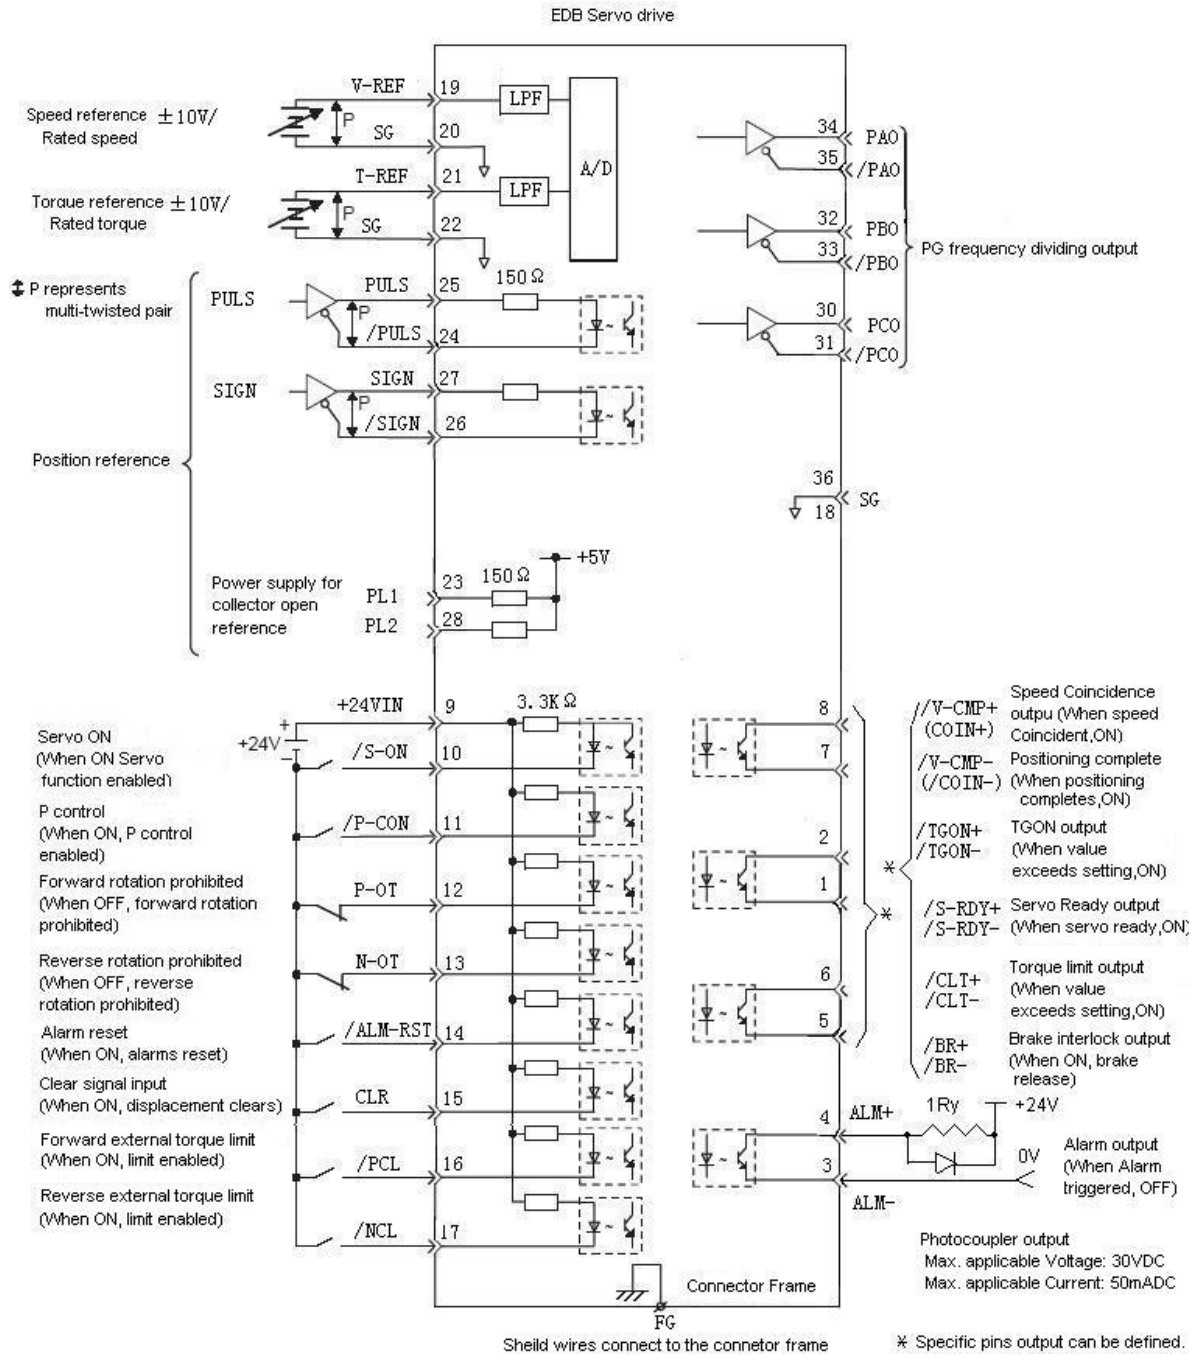 EDB Servo drive
Speed reference ±10V/
Rated speed
V-REF
19
LPF
P
SG
20
A/D
T-REF
21
LPF
Torque reference ±10V/
Rated torque
P
SG
22
P represents
multi-twisted pair
PULS
PULS
25
150Ω
P
/PULS
24
SIGN
SIGN
27
P
/SIGN
26
Position reference
Power supply for
collector open
reference
PL1
23
150Ω
+5V
PL2
28
34
PAO
35
/PAO
32
PBO
33
/PBO
PG frequency dividing output
30
PCO
31
/PCO
36
SG
18
+24VIN
9
3.3KΩ
+
+24V
−
Servo ON
(When ON Servo
function enabled)
/S-ON
10
P control
(When ON, P control
enabled)
/P-CON
11
Forward rotation prohibited
(When OFF, forward rotation
prohibited)
P-OT
12
Reverse rotation prohibited
(When OFF, reverse
rotation prohibited)
N-OT
13
Alarm reset
(When ON, alarms reset)
/ALM-RST
14
Clear signal input
(When ON, displacement clears)
CLR
15
Forward external torque limit
(When ON, limit enabled)
/PCL
16
Reverse external torque limit
(When ON, limit enabled)
/NCL
17
8
7
2
1
6
5
*
*
/V-CMP+
(COIN+)
Speed Coincidence
outpu (When speed
Coincident,ON)
/V-CMP-
(/COIN-)
Positioning complete
(When positioning
completes,ON)
/TGON+
/TGON-
TGON output
(When value
exceeds setting,ON)
/S-RDY+
/S-RDY-
Servo Ready output
(When servo ready,ON)
/CLT+
/CLT-
Torque limit output
(When value
exceeds setting,ON)
/BR+
/BR-
Brake interlock output
(When ON, brake
release)
4
ALM+
1Ry
+24V
3
ALM-
0V
Alarm output
(When Alarm
triggered, OFF)
Photocoupler output
Max. applicable Voltage: 30VDC
Max. applicable Current: 50mADC
Connector Frame
FG
Sheild wires connect to the connetor frame
* Specific pins output can be defined.